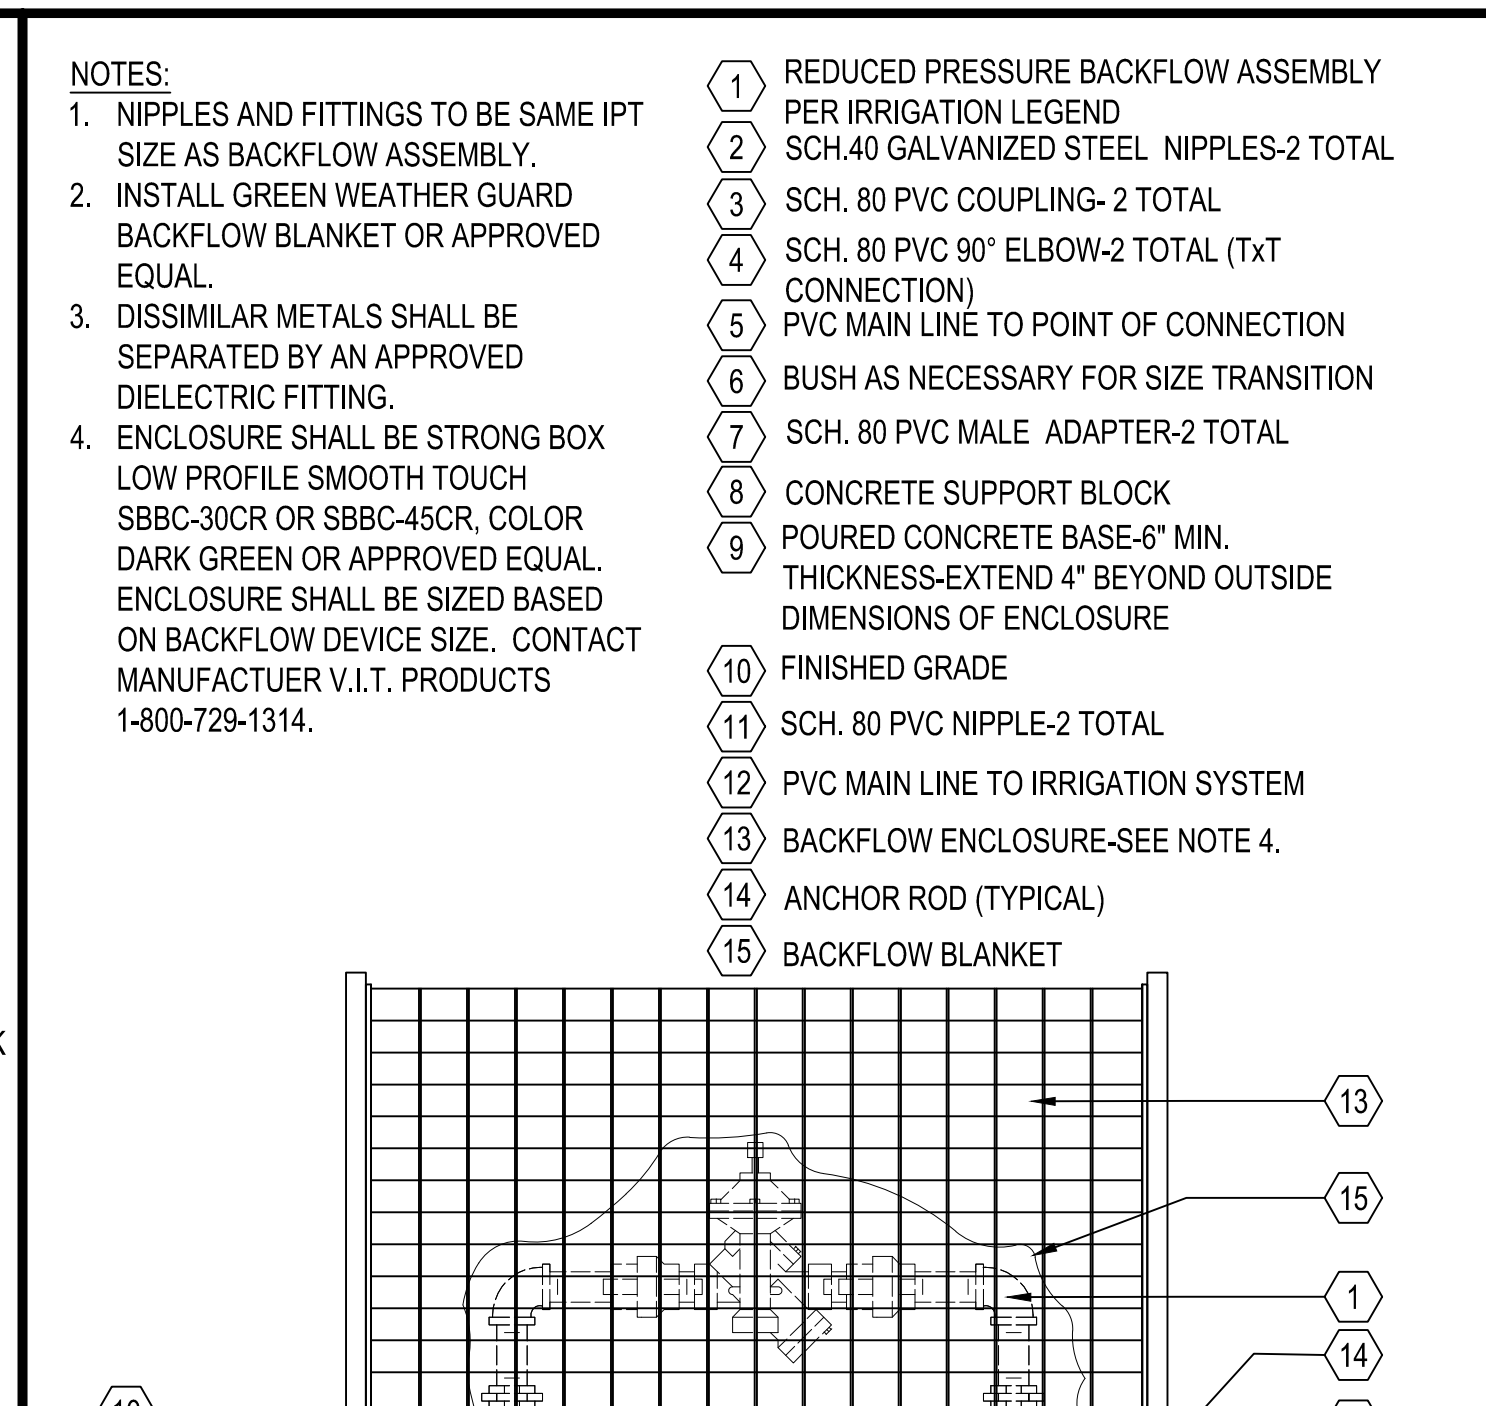 NOTES:
1. NIPPLES AND FITTINGS TO BE SAME IPT
SIZE AS BACKFLOW ASSEMBLY.
2. INSTALL GREEN WEATHER GUARD
BACKFLOW BLANKET OR APPROVED
EQUAL.
3. DISSIMILAR METALS SHALL BE
SEPARATED BY AN APPROVED
DIELECTRIC FITTING.
4. ENCLOSURE SHALL BE STRONG BOX
LOW PROFILE SMOOTH TOUCH
SBBC-30CR OR SBBC-45CR, COLOR
DARK GREEN OR APPROVED EQUAL.
ENCLOSURE SHALL BE SIZED BASED
ON BACKFLOW DEVICE SIZE. CONTACT
MANUFACTUER V.I.T. PRODUCTS
1-800-729-1314.
1 REDUCED PRESSURE BACKFLOW ASSEMBLY
PER IRRIGATION LEGEND
2 SCH.40 GALVANIZED STEEL NIPPLES-2 TOTAL
3 SCH. 80 PVC COUPLING- 2 TOTAL
4 SCH. 80 PVC 90° ELBOW-2 TOTAL (TxT
CONNECTION)
5 PVC MAIN LINE TO POINT OF CONNECTION
6 BUSH AS NECESSARY FOR SIZE TRANSITION
7 SCH. 80 PVC MALE ADAPTER-2 TOTAL
8 CONCRETE SUPPORT BLOCK
9 POURED CONCRETE BASE-6" MIN.
THICKNESS-EXTEND 4" BEYOND OUTSIDE
DIMENSIONS OF ENCLOSURE
10 FINISHED GRADE
11 SCH. 80 PVC NIPPLE-2 TOTAL
12 PVC MAIN LINE TO IRRIGATION SYSTEM
13 BACKFLOW ENCLOSURE-SEE NOTE 4.
14 ANCHOR ROD (TYPICAL)
15 BACKFLOW BLANKET
K
13
15
1
14